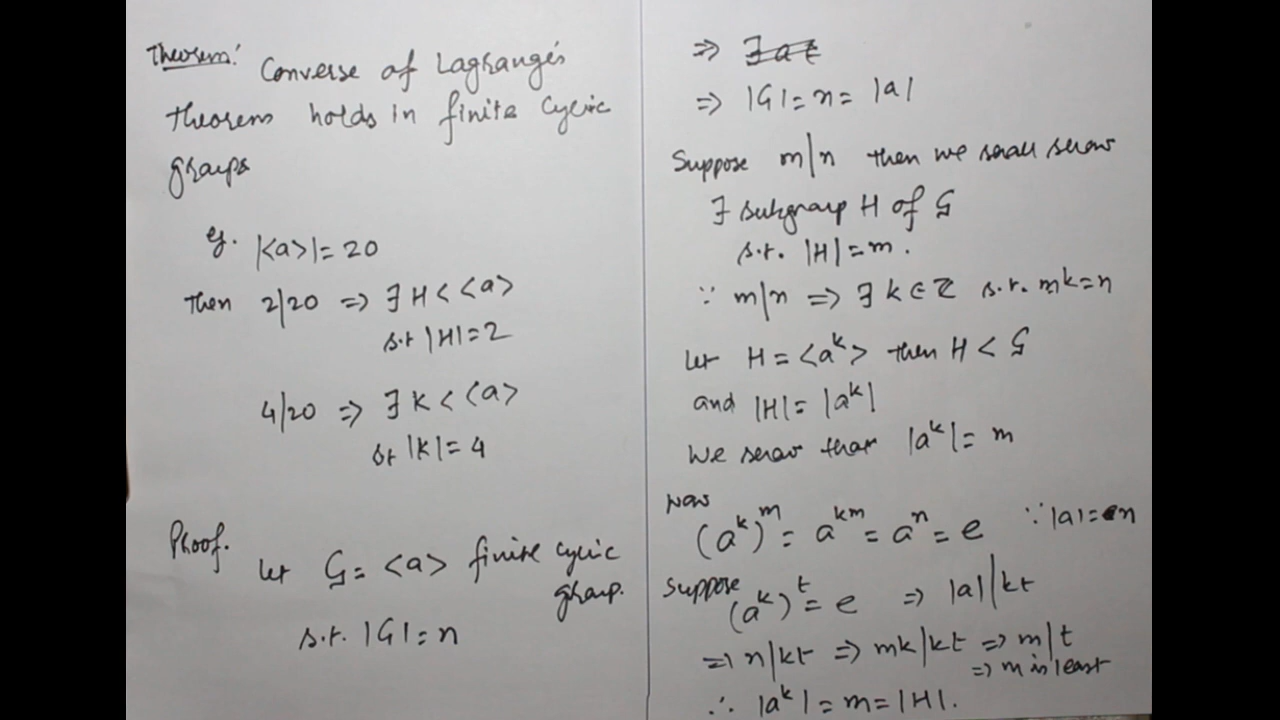 Theorem: Converse of Lagrange's
theorem holds in finite cyclic
groups
eg. |<a>| = 20
Then 2/20 => ∃ H < <a>
s.t |H| = 2
4/20 => ∃ K < <a>
st |K| = 4
Proof. Let G = <a> finite cyclic
group.
s.t. |G| = n
=> ∃ a t
=> |G| = n = |a|
Suppose m/n then we shall show
∃ subgroup H of G
s.t. |H| = m.
∵ m/n => ∃ k ∈ Z s.t. mk = n
Let H = <a^k> then H < G
and |H| = |a^k|
We show that |a^k| = m
Now
(a^k)^m = a^km = a^n = e ∵ |a| = n
Suppose
(a^k)^t = e => |a|/kt
=> n/kt => mk/kt => m/t
=> m is least
∴ |a^k| = m = |H|.